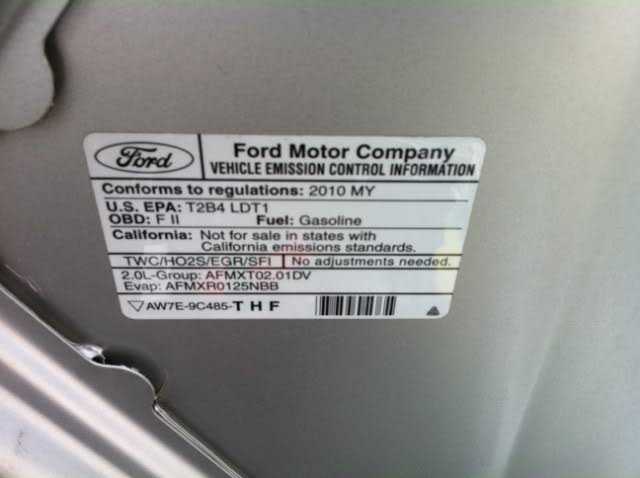 Ford
Ford Motor Company
VEHICLE EMISSION CONTROL INFORMATION
Conforms to regulations: 2010 MY
U.S. EPA: T2B4 LDT1
OBD: F II Fuel: Gasoline
California: Not for sale in states with
California emissions standards.
TWC/HO2S/EGR/SFI No adjustments needed.
2.0L-Group: AFMXT02.01DV
Evap: AFMXR0125NBB
AW7E-9C485-T H F